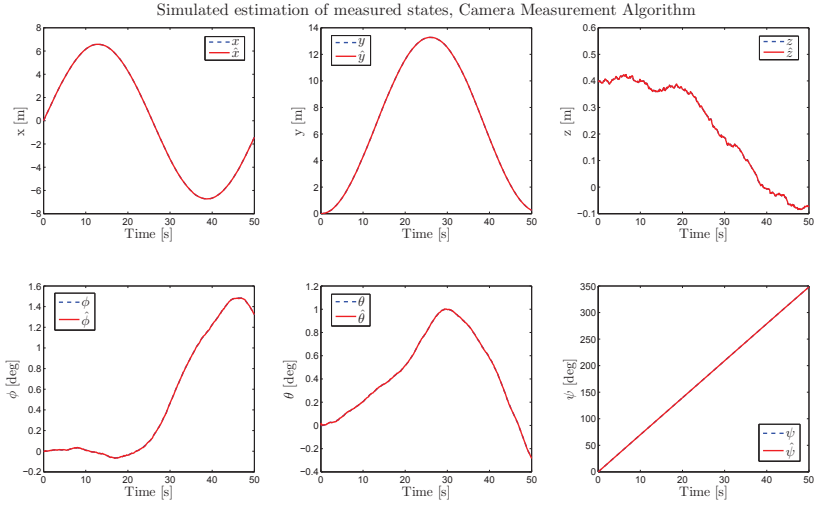 Simulated estimation of measured states, Camera Measurement Algorithm
x [m]
8
6
4
2
0
−2
−4
−6
−8
x
x̂
0 10 20 30 40 50
Time [s]
y [m]
14
12
10
8
6
4
2
0
y
ŷ
0 10 20 30 40 50
Time [s]
z [m]
0.6
0.5
0.4
0.3
0.2
0.1
0
−0.1
z
ẑ
0 10 20 30 40 50
Time [s]
ϕ [deg]
1.6
1.4
1.2
1
0.8
0.6
0.4
0.2
0
−0.2
ϕ
ϕ̂
0 10 20 30 40 50
Time [s]
θ [deg]
1.2
1
0.8
0.6
0.4
0.2
0
−0.2
−0.4
θ
θ̂
0 10 20 30 40 50
Time [s]
ψ [deg]
350
300
250
200
150
100
50
0
ψ
ψ̂
0 10 20 30 40 50
Time [s]